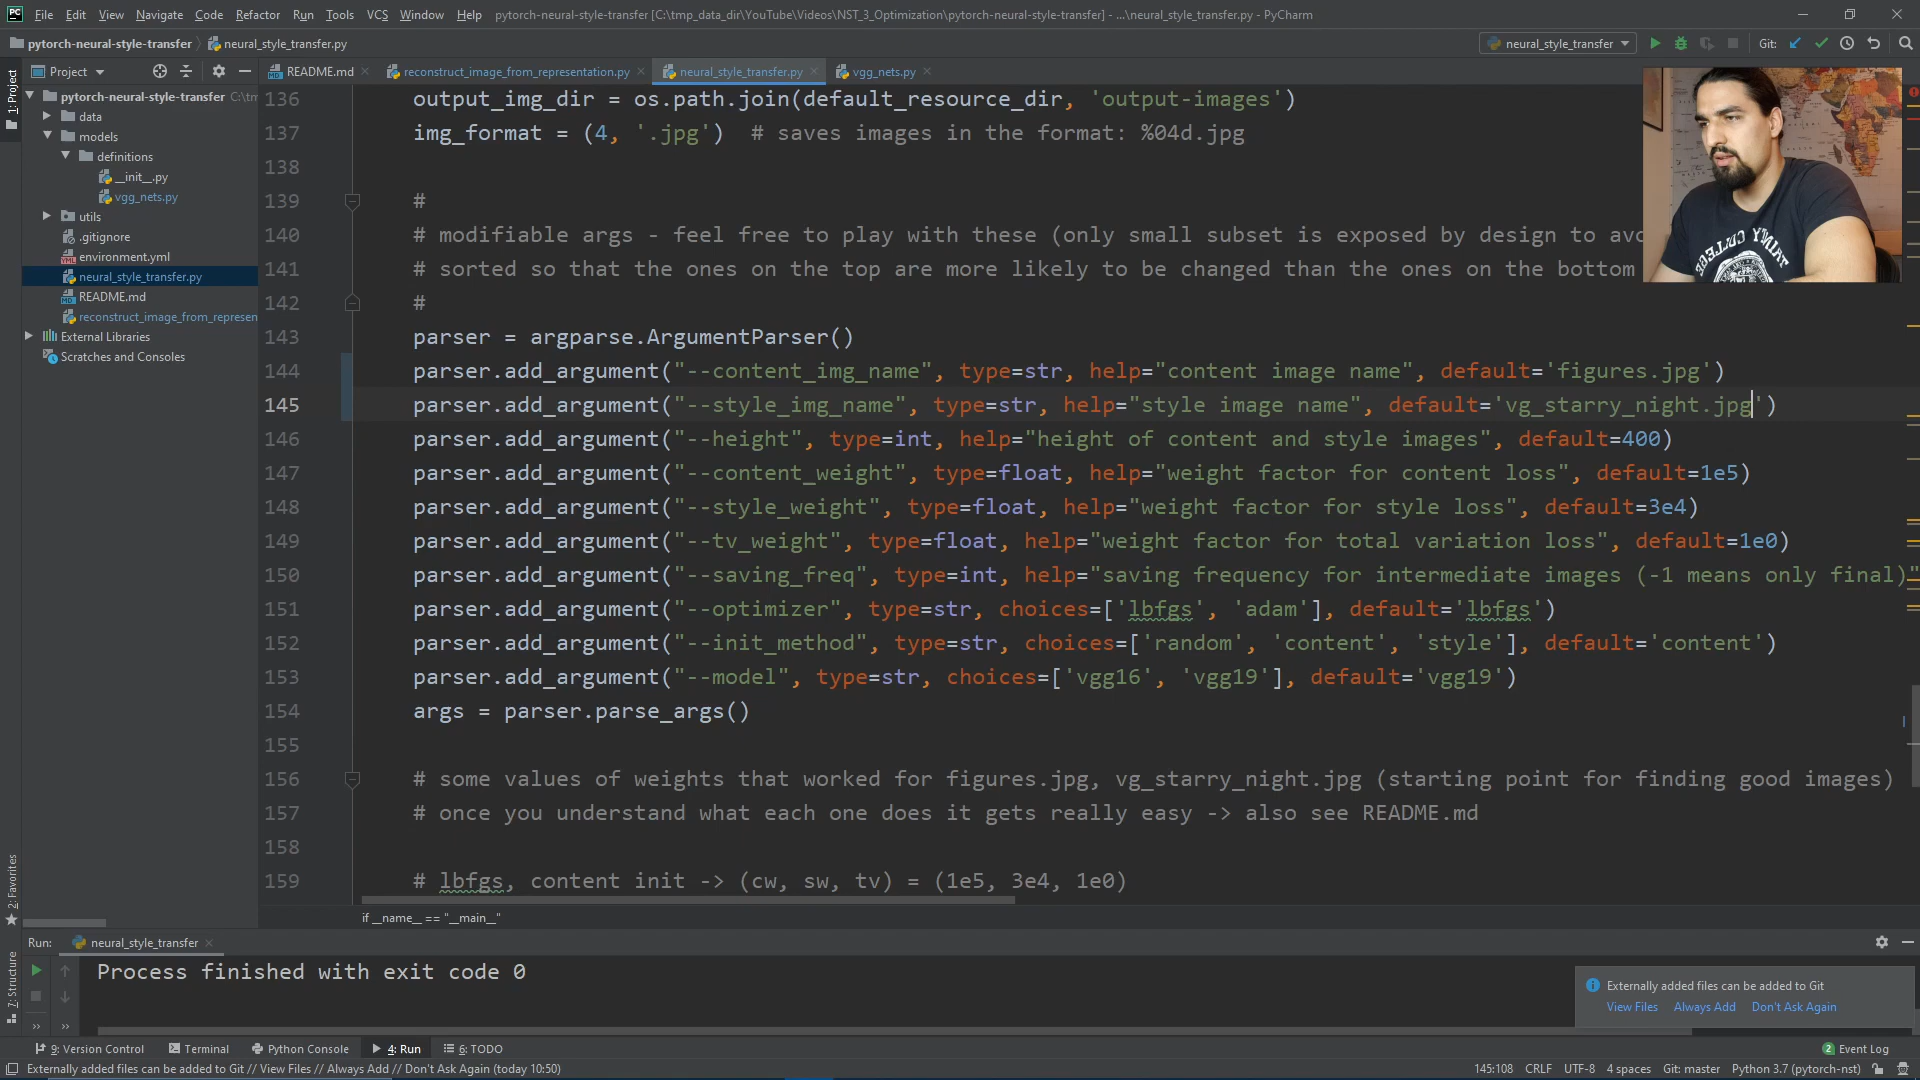 PC File Edit View Navigate Code Refactor Run Tools VCS Window Help pytorch-neural-style-transfer [C:\tmp_data_dir\YouTube\Videos\NST_3_Optimization\pytorch-neural-style-transfer] - ...\neural_style_transfer.py - PyCharm
pytorch-neural-style-transfer neural_style_transfer.py
neural_style_transfer Git:
Project
README.md reconstruct_image_from_representation.py neural_style_transfer.py vgg_nets.py
1: Project
pytorch-neural-style-transfer C:\tm
data
models
definitions
__init__.py
vgg_nets.py
utils
.gitignore
environment.yml
neural_style_transfer.py
README.md
reconstruct_image_from_represen
External Libraries
Scratches and Consoles
136 output_img_dir = os.path.join(default_resource_dir, 'output-images')
137 img_format = (4, '.jpg')  # saves images in the format: %04d.jpg
138
139 #
140 # modifiable args - feel free to play with these (only small subset is exposed by design to avo
141 # sorted so that the ones on the top are more likely to be changed than the ones on the bottom
142 #
143 parser = argparse.ArgumentParser()
144 parser.add_argument("--content_img_name", type=str, help="content image name", default='figures.jpg')
145 parser.add_argument("--style_img_name", type=str, help="style image name", default='vg_starry_night.jpg')
146 parser.add_argument("--height", type=int, help="height of content and style images", default=400)
147 parser.add_argument("--content_weight", type=float, help="weight factor for content loss", default=1e5)
148 parser.add_argument("--style_weight", type=float, help="weight factor for style loss", default=3e4)
149 parser.add_argument("--tv_weight", type=float, help="weight factor for total variation loss", default=1e0)
150 parser.add_argument("--saving_freq", type=int, help="saving frequency for intermediate images (-1 means only final)"
151 parser.add_argument("--optimizer", type=str, choices=['lbfgs', 'adam'], default='lbfgs')
152 parser.add_argument("--init_method", type=str, choices=['random', 'content', 'style'], default='content')
153 parser.add_argument("--model", type=str, choices=['vgg16', 'vgg19'], default='vgg19')
154 args = parser.parse_args()
155
156 # some values of weights that worked for figures.jpg, vg_starry_night.jpg (starting point for finding good images)
157 # once you understand what each one does it gets really easy -> also see README.md
158
159 # lbfgs, content init -> (cw, sw, tv) = (1e5, 3e4, 1e0)
if __name__ == "__main__"
2: Favorites
7: Structure
Run: neural_style_transfer
Process finished with exit code 0
Externally added files can be added to Git
View Files Always Add Don't Ask Again
9: Version Control Terminal Python Console 4: Run 6: TODO 2 Event Log
Externally added files can be added to Git // View Files // Always Add // Don't Ask Again (today 10:50) 145:108 CRLF UTF-8 4 spaces Git: master Python 3.7 (pytorch-nst)